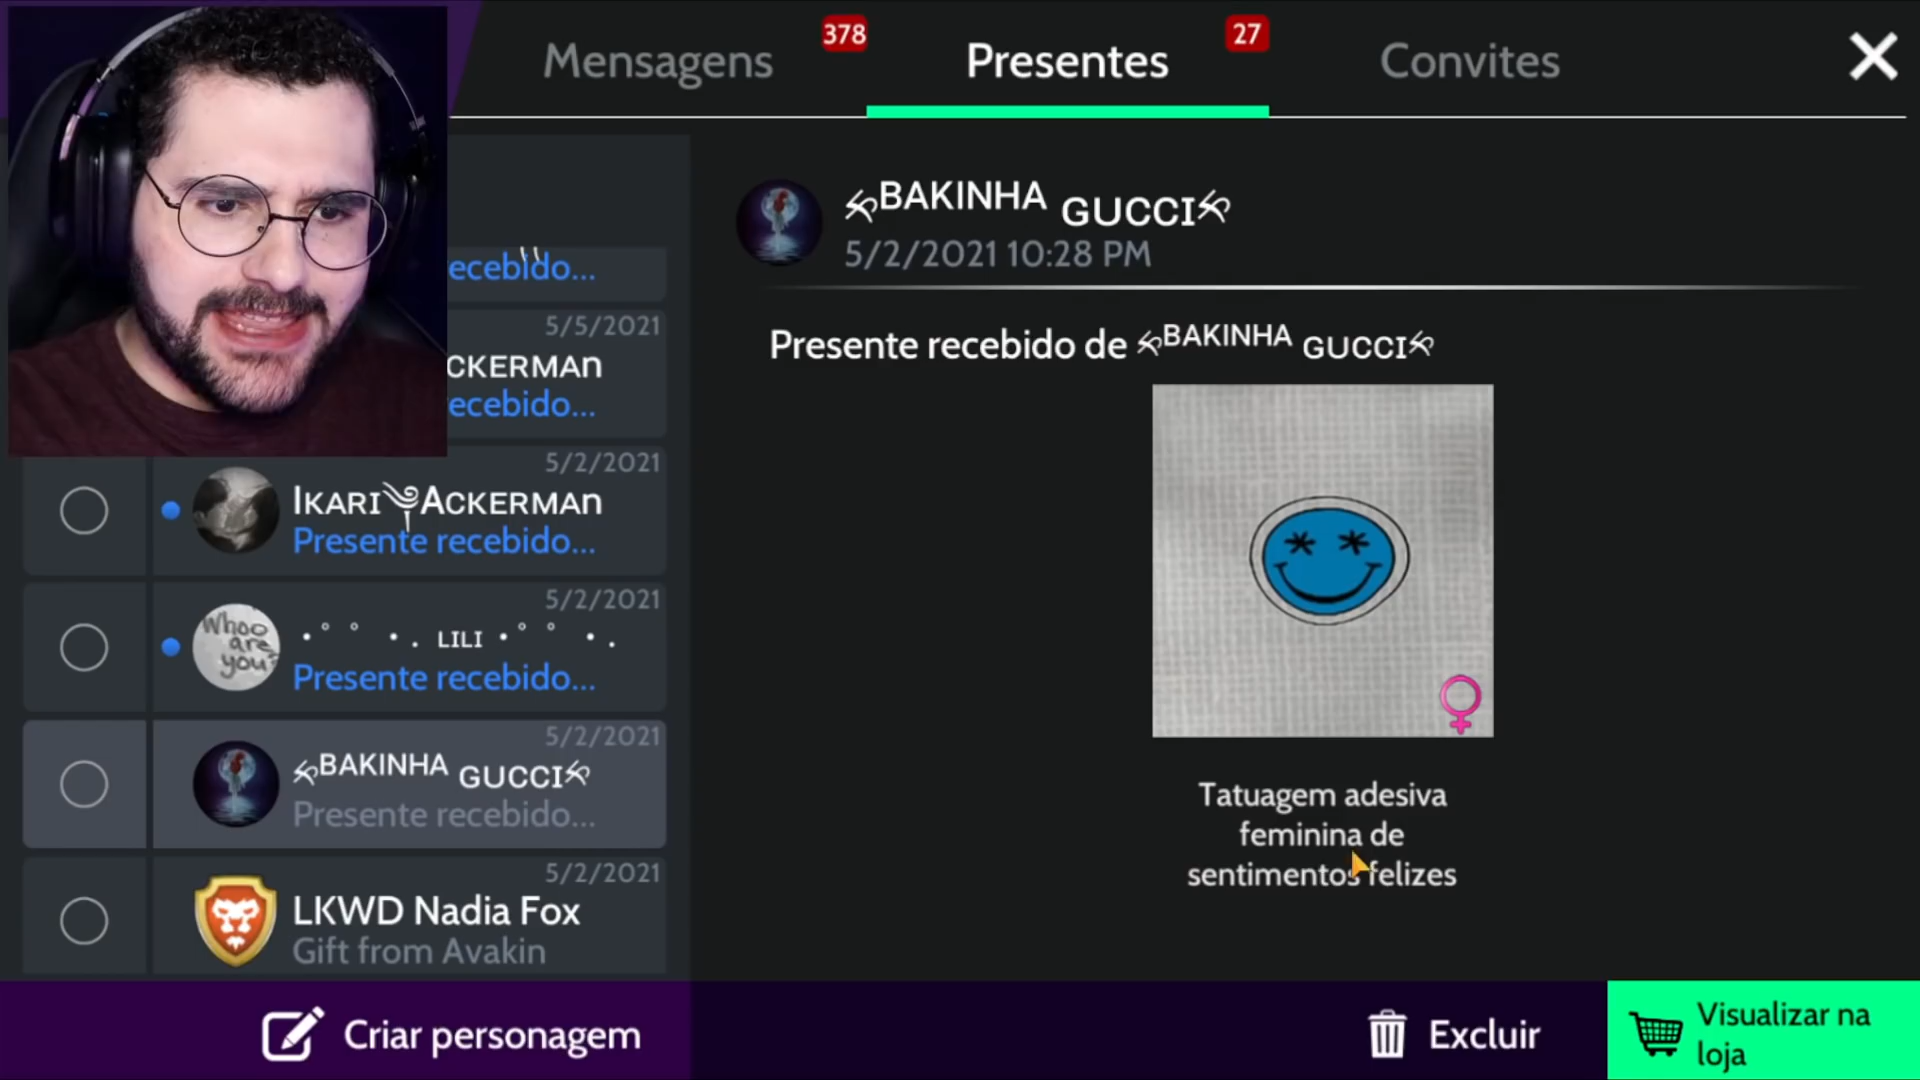 Mensagens
378
Presentes
27
Convites
ecebido...
5/5/2021
CKERMAn
ecebido...
5/2/2021
IKARI༆ACKERMAn
Presente recebido...
5/2/2021
•° ° •. LILI •° ° •.
Whoo
are
you?
Presente recebido...
5/2/2021
BAKINHA GUCCI
Presente recebido...
5/2/2021
LKWD Nadia Fox
Gift from Avakin
BAKINHA GUCCI
5/2/2021 10:28 PM
Presente recebido de BAKINHA GUCCI
Tatuagem adesiva
feminina de
sentimentos felizes
Criar personagem
Excluir
Visualizar na
loja